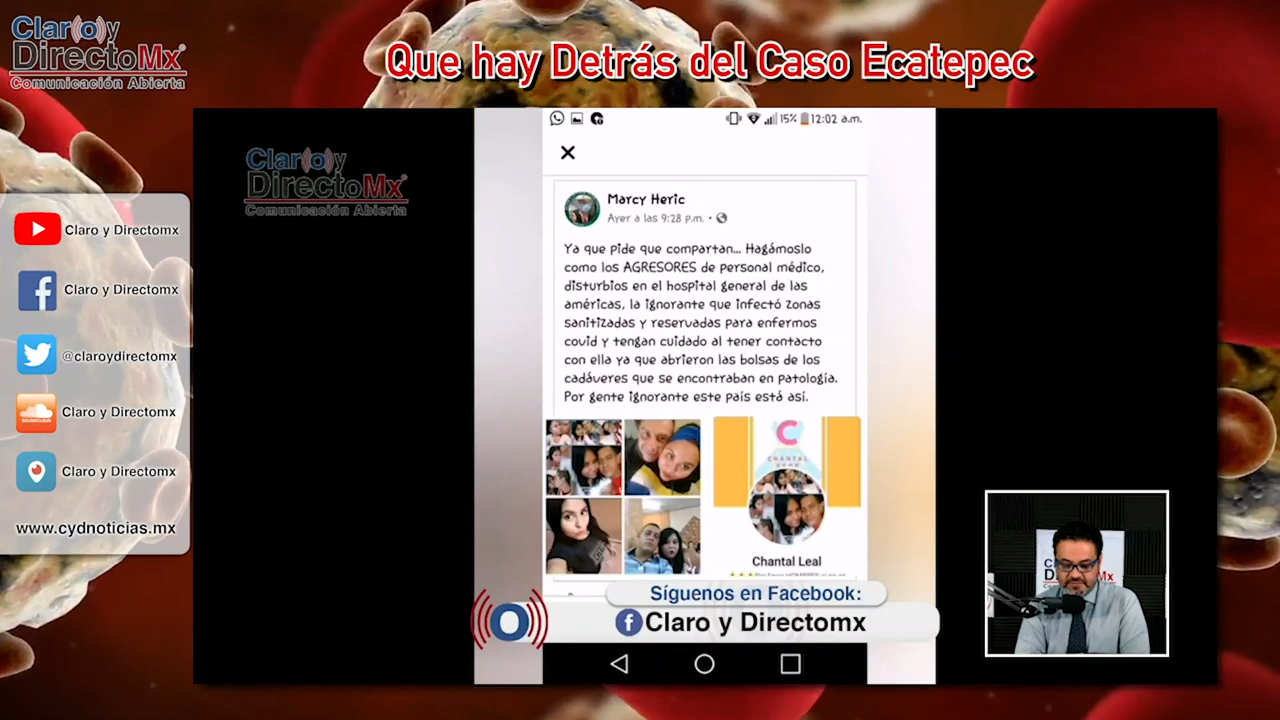 Claro y
DirectoMx
Comunicación Abierta
Que hay Detrás del Caso Ecatepec
Claro y
DirectoMx
Comunicación Abierta
15% 12:02 a.m.
Marcy Heric
Ayer a las 9:28 p.m.
Ya que pide que compartan... Hagámoslo
como los AGRESORES de personal médico,
disturbios en el hospital general de las
américas, la ignorante que infectó zonas
sanitizadas y reservadas para enfermos
covid y tengan cuidado al tener contacto
con ella ya que abrieron las bolsas de los
cadáveres que se encontraban en patología.
Por gente ignorante este país está así.
C
CHANTAL
Chantal Leal
Claro y Directomx
Claro y Directomx
@claroydirectomx
Claro y Directomx
Claro y Directomx
www.cydnoticias.mx
Síguenos en Facebook:
Claro y Directomx